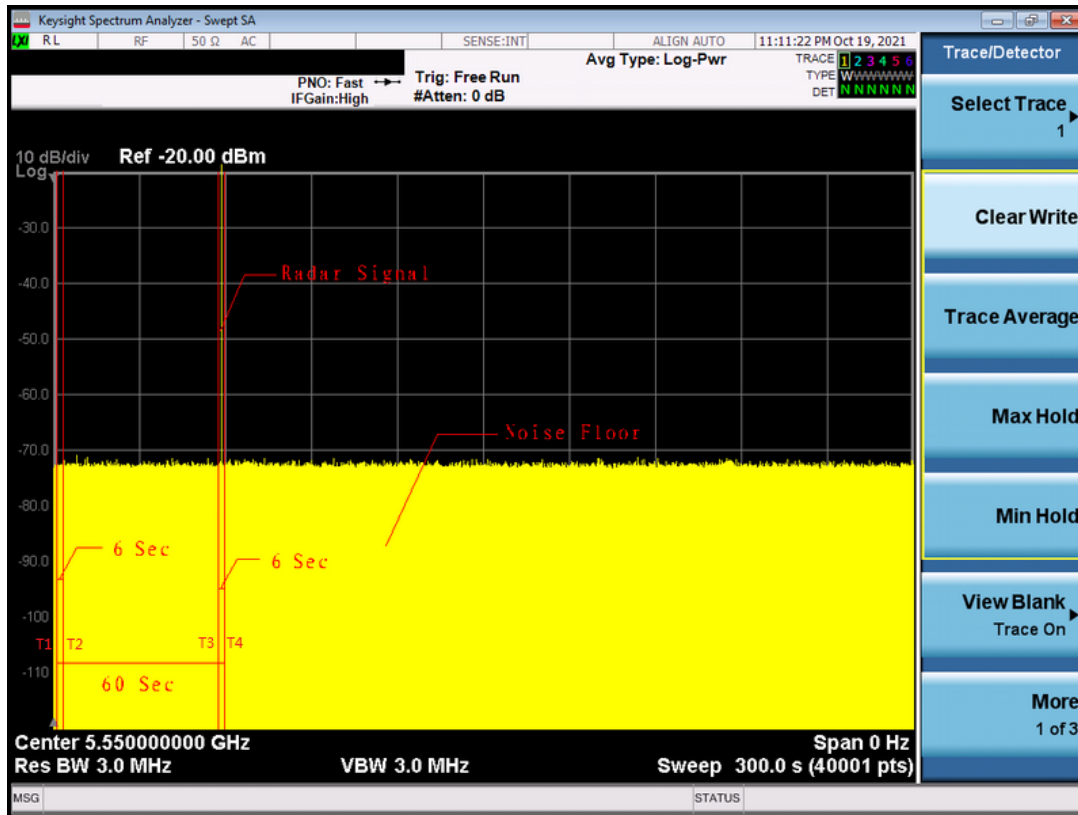 Keysight Spectrum Analyzer - Swept SA
LXI RL RF 50 Ω AC SENSE:INT ALIGN AUTO 11:11:22 PM Oct 19, 2021
Trace/Detector
Avg Type: Log-Pwr
TRACE 1 2 3 4 5 6
PNO: Fast Trig: Free Run
TYPE WWWWWW
IFGain:High #Atten: 0 dB
DET N N N N N N
Select Trace
1
10 dB/div Ref -20.00 dBm
Log
Clear Write
-30.0
Radar Signal
-40.0
Trace Average
-50.0
-60.0
Max Hold
Noise Floor
-70.0
-80.0
Min Hold
6 Sec
6 Sec
-90.0
View Blank
Trace On
-100
T1 T2 T3 T4
-110
60 Sec
More
1 of 3
Center 5.550000000 GHz Span 0 Hz
Res BW 3.0 MHz VBW 3.0 MHz Sweep 300.0 s (40001 pts)
MSG STATUS